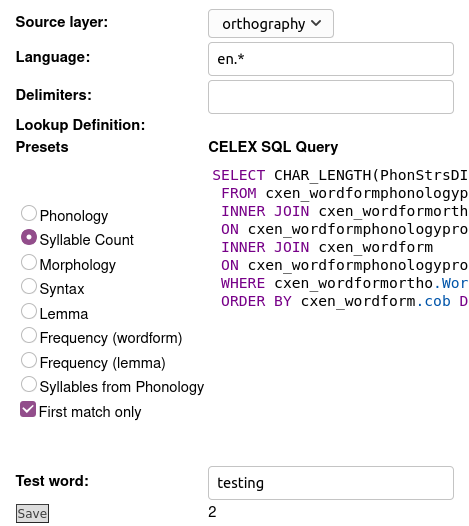 Source layer: orthography
Language: en.*
Delimiters:
Lookup Definition:
Presets CELEX SQL Query
SELECT CHAR_LENGTH(PhonStrsDI
FROM cxen_wordformphonologyp
INNER JOIN cxen_wordformorth
ON cxen_wordformphonologypro
INNER JOIN cxen_wordform
ON cxen_wordformphonologypro
WHERE cxen_wordformortho.Wor
ORDER BY cxen_wordform.cob D
Phonology
Syllable Count
Morphology
Syntax
Lemma
Frequency (wordform)
Frequency (lemma)
Syllables from Phonology
First match only
Test word: testing
Save 2